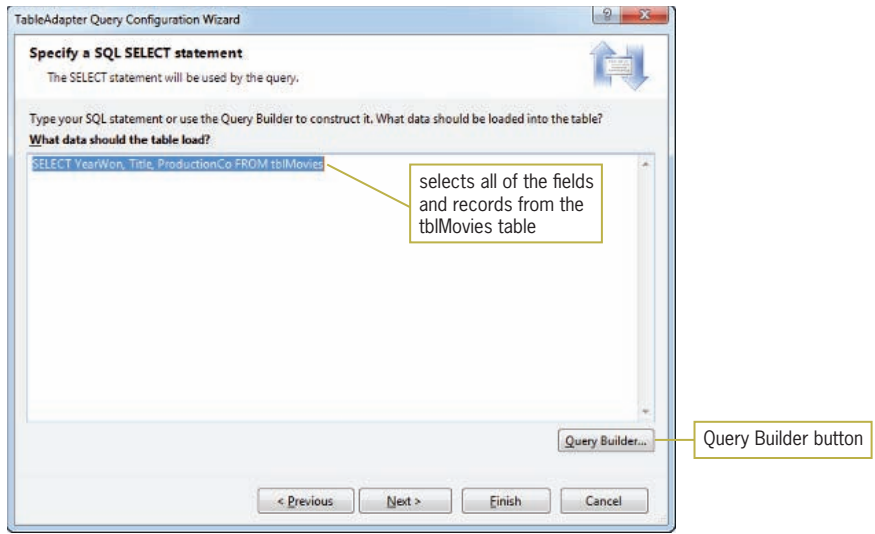 TableAdapter Query Configuration Wizard
Specify a SQL SELECT statement
The SELECT statement will be used by the query.
Type your SQL statement or use the Query Builder to construct it. What data should be loaded into the table?
What data should the table load?
SELECT YearWon, Title, ProductionCo FROM tblMovies
selects all of the fields
and records from the
tblMovies table
Query Builder...
Query Builder button
< Previous
Next >
Finish
Cancel